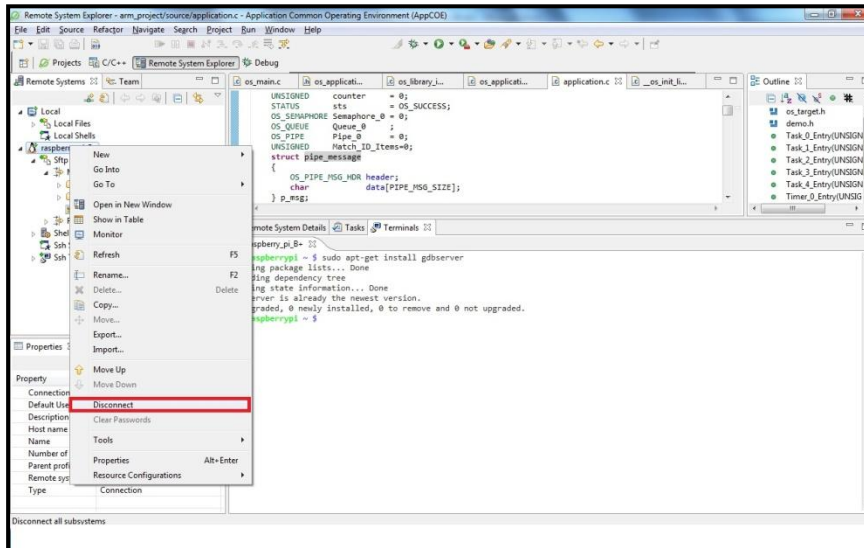 Remote System Explorer - arm_project/source/application.c - Application Common Operating Environment (AppCOE)
File Edit Source Refactor Navigate Search Project Run Window Help
Projects C/C++ Remote System Explorer Debug
Remote Systems Team
Local
Local Files
Local Shells
Sftp
Ssh
Ssh
New
Go Into
Go To
Open in New Window
Show in Table
Monitor
Refresh F5
Rename... F2
Delete... Delete
Copy...
Move...
Export...
Import...
Move Up
Move Down
Disconnect
Clear Passwords
Tools
Properties Alt+Enter
Resource Configurations
Properties
Property
Connection
Default Use
Description
Host name
Name
Number of
Parent profi
Remote sys
Type Connection
os_main.c os_applicati... os_library_i... os_applicati... application.c __os_init_li...
UNSIGNED counter = 0;
STATUS sts = OS_SUCCESS;
OS_SEMAPHORE Semaphore_0 = 0;
OS_QUEUE Queue_0 ;
OS_PIPE Pipe_0 = 0;
UNSIGNED Match_ID_Items=0;
struct pipe_message
{
OS_PIPE_MSG_HDR header;
char data[PIPE_MSG_SIZE];
} p_msg;
Outline
os_target.h
demo.h
Task_0_Entry(UNSIGN
Task_1_Entry(UNSIGN
Task_2_Entry(UNSIGN
Task_3_Entry(UNSIGN
Task_4_Entry(UNSIGN
Timer_0_Entry(UNSIG
emote System Details Tasks Terminals
spberry_pi_B+
aspberrypi ~ $ sudo apt-get install gdbserver
ing package lists... Done
ding dependency tree
ing state information... Done
erver is already the newest version.
graded, 0 newly installed, 0 to remove and 0 not upgraded.
aspberrypi ~ $
Disconnect all subsystems